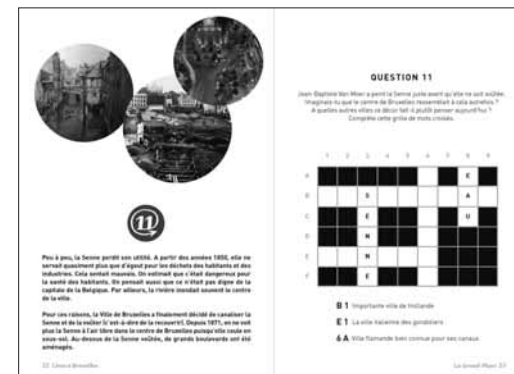 11
Peu à peu, la Senne perdit son utilité. A partir des années 1850, elle ne
servait quasiment plus que d'égout pour les déchets des habitants et des
industries. Cela sentait mauvais. On estimait que c'était dangereux pour
la santé des habitants. On pensait aussi que ce n'était pas digne de la
capitale de la Belgique. Par ailleurs, la rivière inondait souvent le centre
de la ville.
Pour ces raisons, la Ville de Bruxelles a finalement décidé de canaliser la
Senne et de la voûter (c'est-à-dire de la recouvrir). Depuis 1871, on ne voit
plus la Senne à l'air libre dans le centre de Bruxelles puisqu'elle coule en
sous-sol. Au-dessus de la Senne voûtée, de grands boulevards ont été
aménagés.
QUESTION 11
Jean-Baptiste Van Moer a peint la Senne juste avant qu'elle ne soit voûtée.
Imaginais-tu que le centre de Bruxelles ressemblait à cela autrefois ?
A quelles autres villes ce décor fait-il plutôt penser aujourd'hui ?
Complète cette grille de mots croisés.
1 2 3 4 5 6 7 8 9
A E
B S A
C E U
D N
E N
F E
B 1 Importante ville de Hollande
E 1 La ville italienne des gondoliers
6 A Ville flamande bien connue pour ses canaux